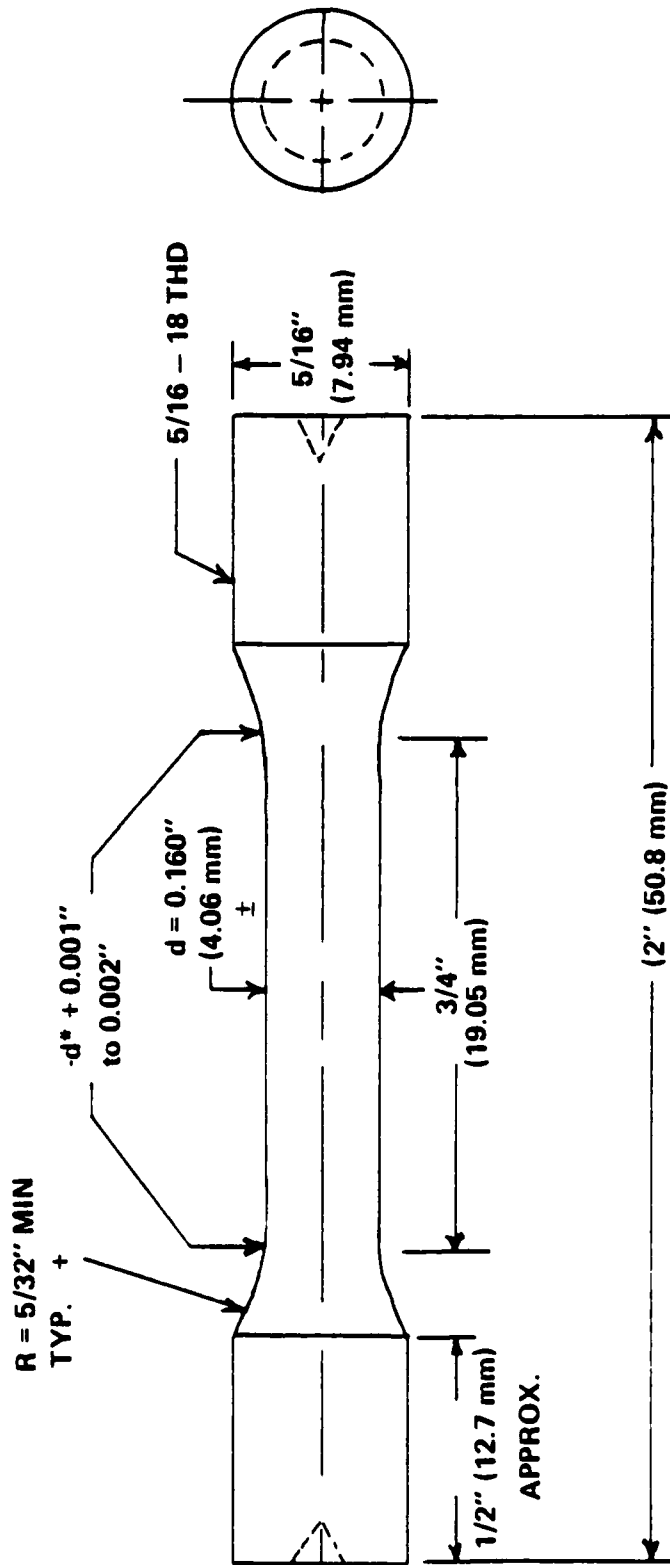 R = 5/32" MIN
TYP. +
-d* + 0.001"
to 0.002"
5/16 – 18 THD
d = 0.160"
(4.06 mm)
±
5/16"
(7.94 mm)
3/4"
(19.05 mm)
1/2" (12.7 mm)
APPROX.
(2" (50.8 mm)